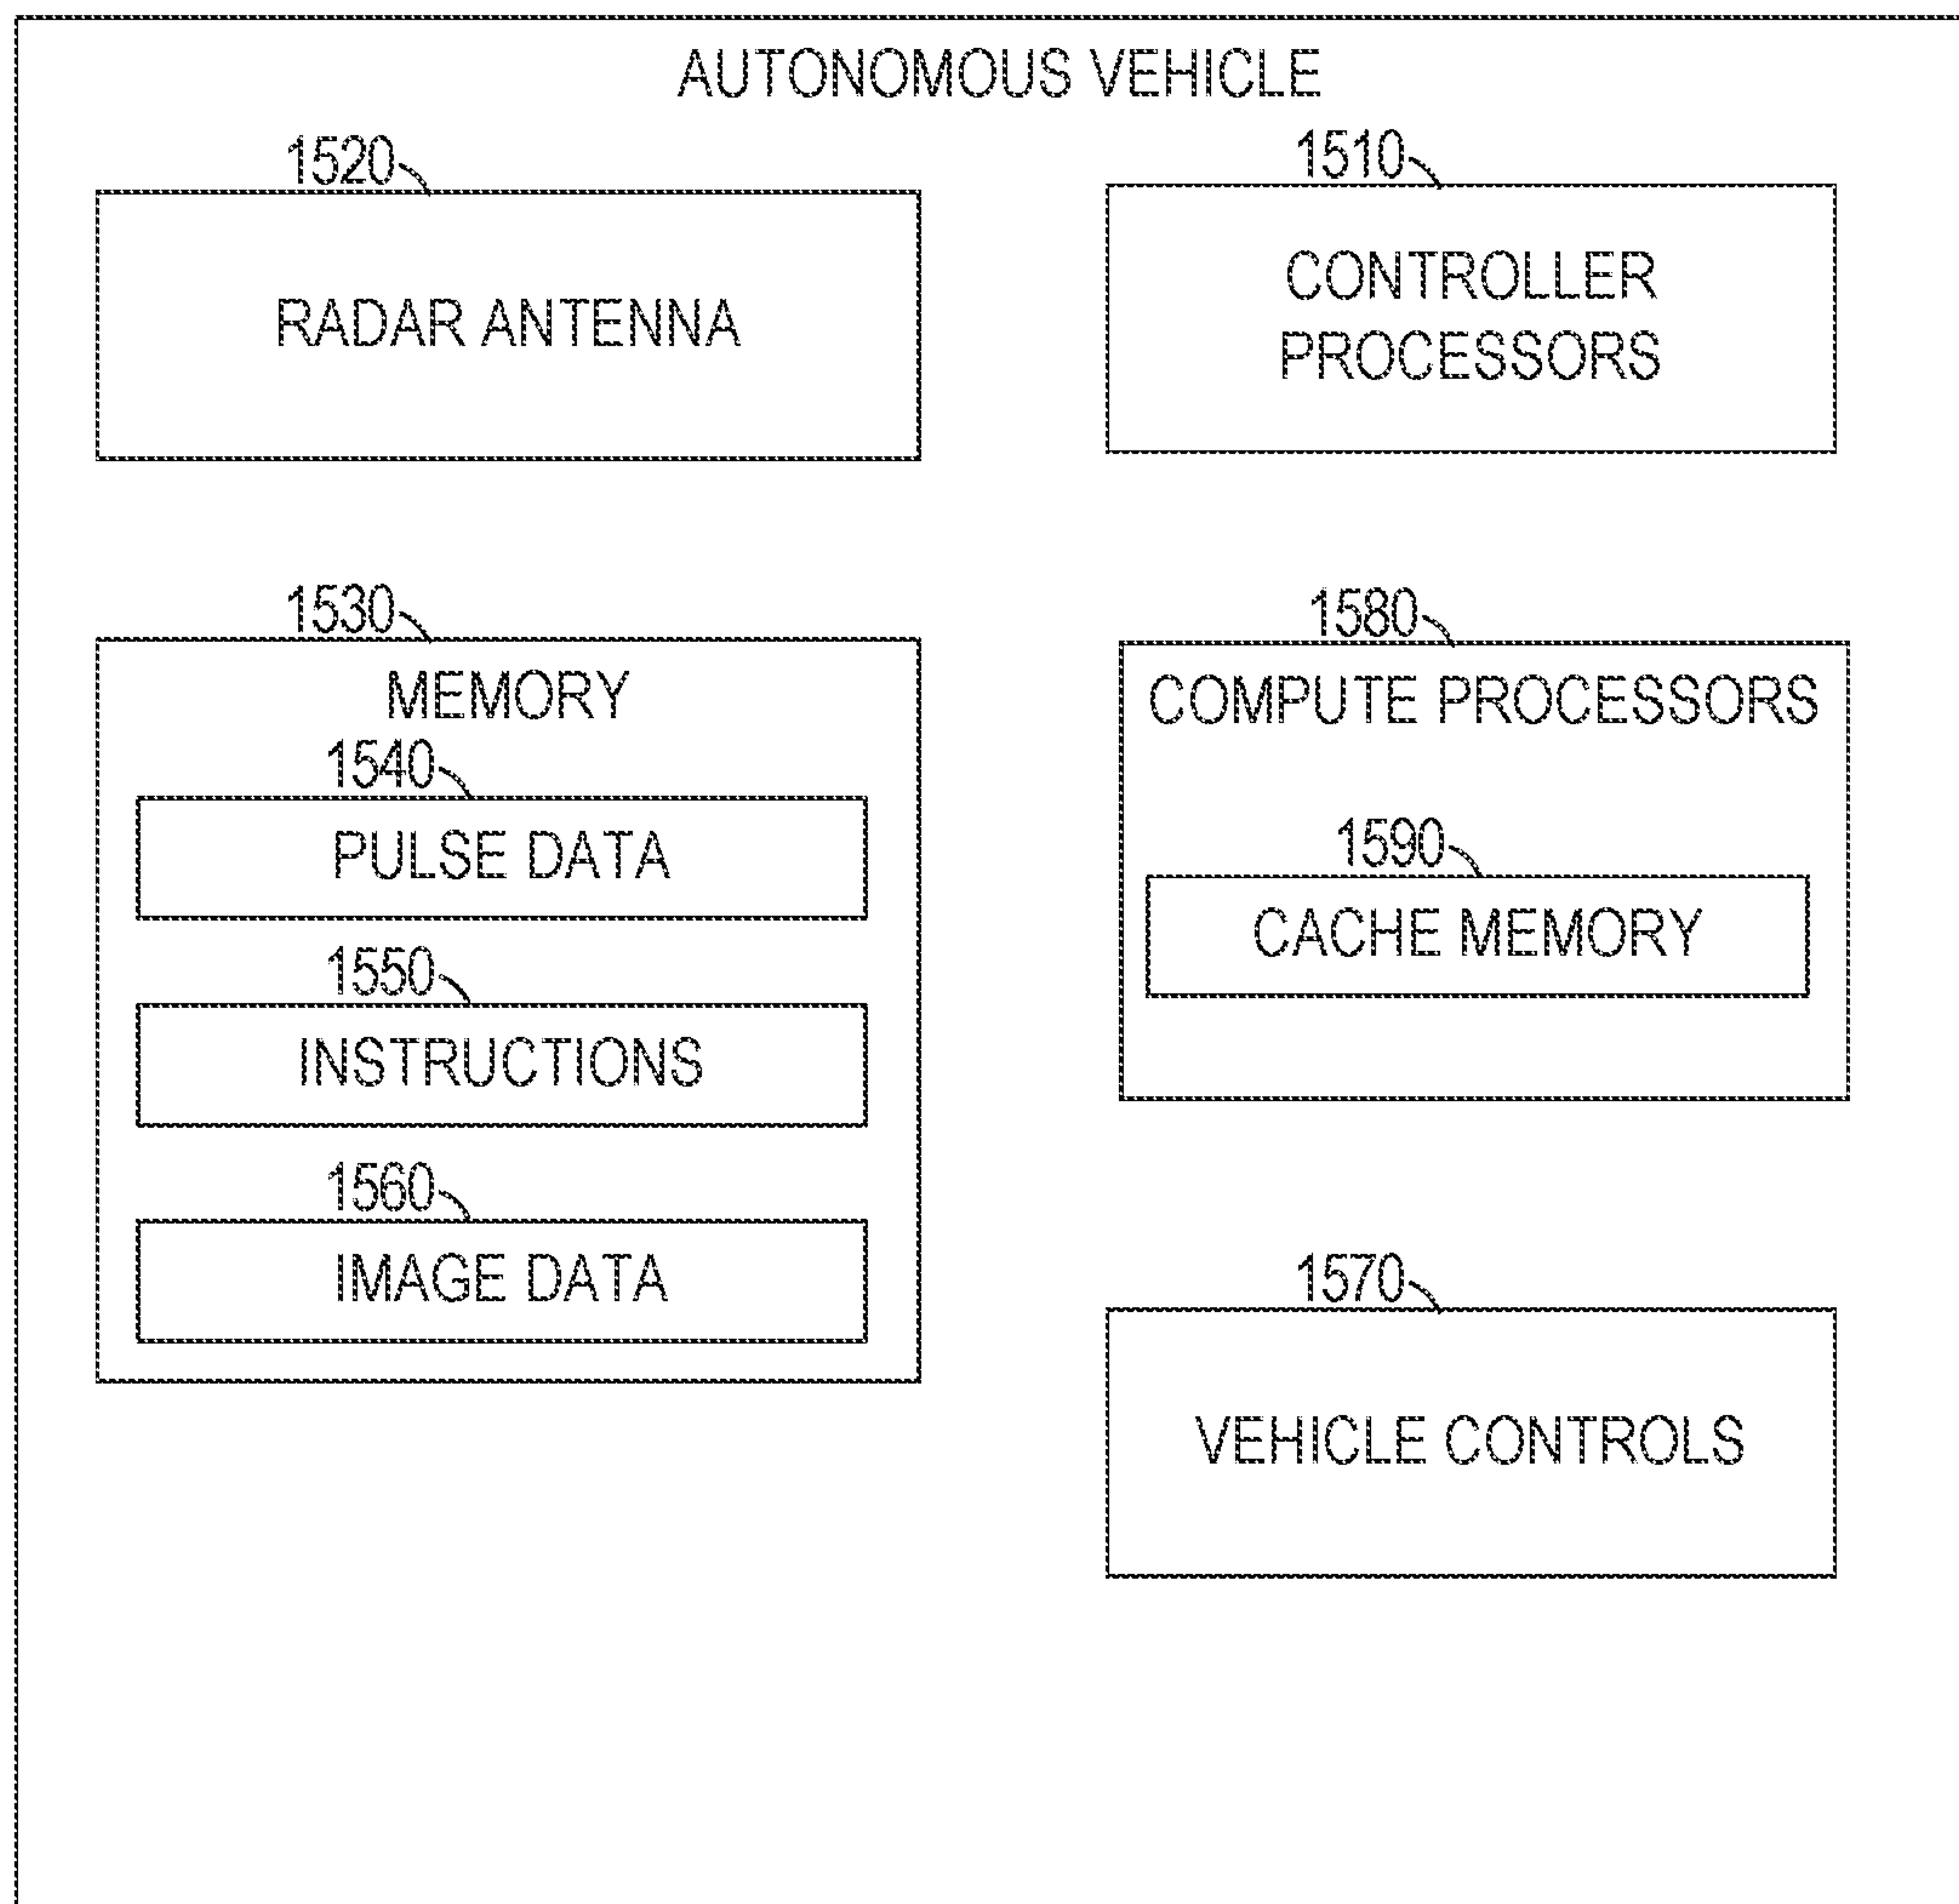 AUTONOMOUS VEHICLE
1520
RADAR ANTENNA
1510
CONTROLLER
PROCESSORS
1530
MEMORY
1540
PULSE DATA
1550
INSTRUCTIONS
1560
IMAGE DATA
1580
COMPUTE PROCESSORS
1590
CACHE MEMORY
1570
VEHICLE CONTROLS